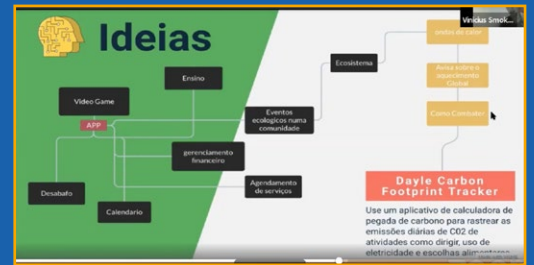 Vinicius Smok...
Ideias
ondas de calor
Ecosistema
Ensino
Aviso sobre o
aquecimento
Global
Video Game
APP
Eventos
ecologicos numa
comunidade
Como Combater
gerenciamento
financeiro
Desabafo
Agendamento
de serviços
Calendario
Dayle Carbon
Footprint Tracker
Use um aplicativo de calculadora de
pegada de carbono para rastrear as
emissões diárias de C02 de
atividades como dirigir, uso de
eletricidade e escolhas alimentares